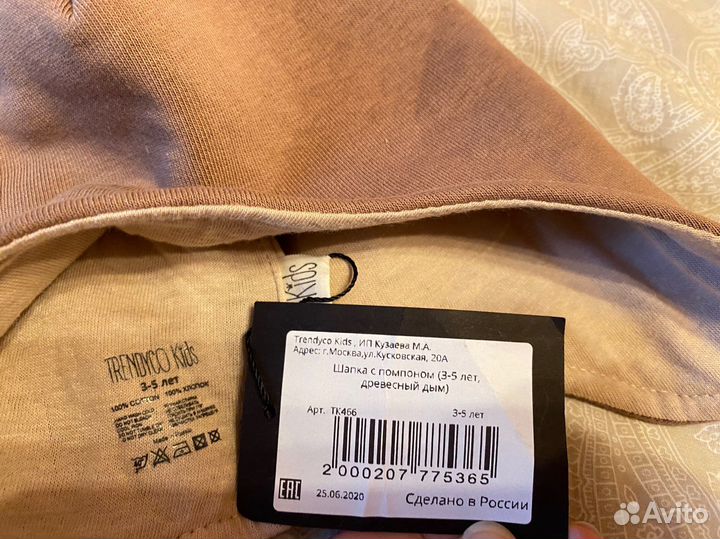 Kids
TRENDYCO Kids
3-5 ЛЕТ
100% COTTON 100% ХЛОПОК
Trendyco Kids , ИП Кузаева М.А.
Адрес: г.Москва,ул.Кусковская, 20А
Шапка с помпоном (3-5 лет,
древесный дым)
Арт. ТК466 3-5 лет
2 000207 775365
EAC
25.06.2020 Сделано в России
Avito